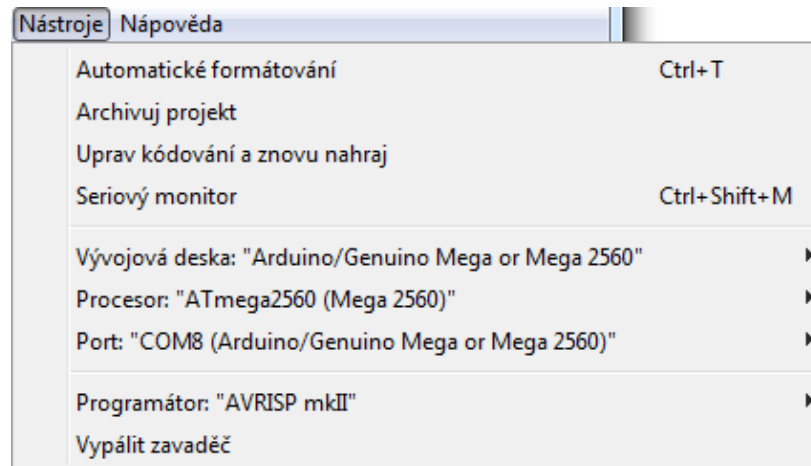 Nástroje Nápověda
Automatické formátování Ctrl+T
Archivuj projekt
Uprav kódování a znovu nahraj
Seriový monitor Ctrl+Shift+M
Vývojová deska: "Arduino/Genuino Mega or Mega 2560"
Procesor: "ATmega2560 (Mega 2560)"
Port: "COM8 (Arduino/Genuino Mega or Mega 2560)"
Programátor: "AVRISP mkII"
Vypálit zavaděč